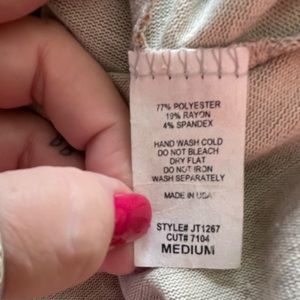 77% POLYESTER
19% RAYON
4% SPANDEX
HAND WASH COLD
DO NOT BLEACH
DRY FLAT
DO NOT IRON
WASH SEPARATELY
MADE IN USA
STYLE# JT1267
CUT# 7104
MEDIUM